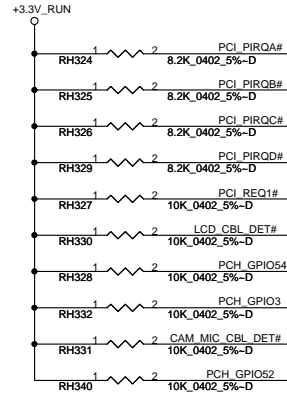 +3.3V_RUN
1 2 PCI_PIRQA#
RH324 8.2K_0402_5%~D
1 2 PCI_PIRQB#
RH325 8.2K_0402_5%~D
1 2 PCI_PIRQC#
RH326 8.2K_0402_5%~D
1 2 PCI_PIRQD#
RH329 8.2K_0402_5%~D
1 2 PCI_REQ1#
RH327 10K_0402_5%~D
1 2 LCD_CBL_DET#
RH330 10K_0402_5%~D
1 2 PCH_GPIO54
RH328 10K_0402_5%~D
1 2 PCH_GPIO3
RH332 10K_0402_5%~D
1 2 CAM_MIC_CBL_DET#
RH331 10K_0402_5%~D
1 2 PCH_GPIO52
RH340 10K_0402_5%~D